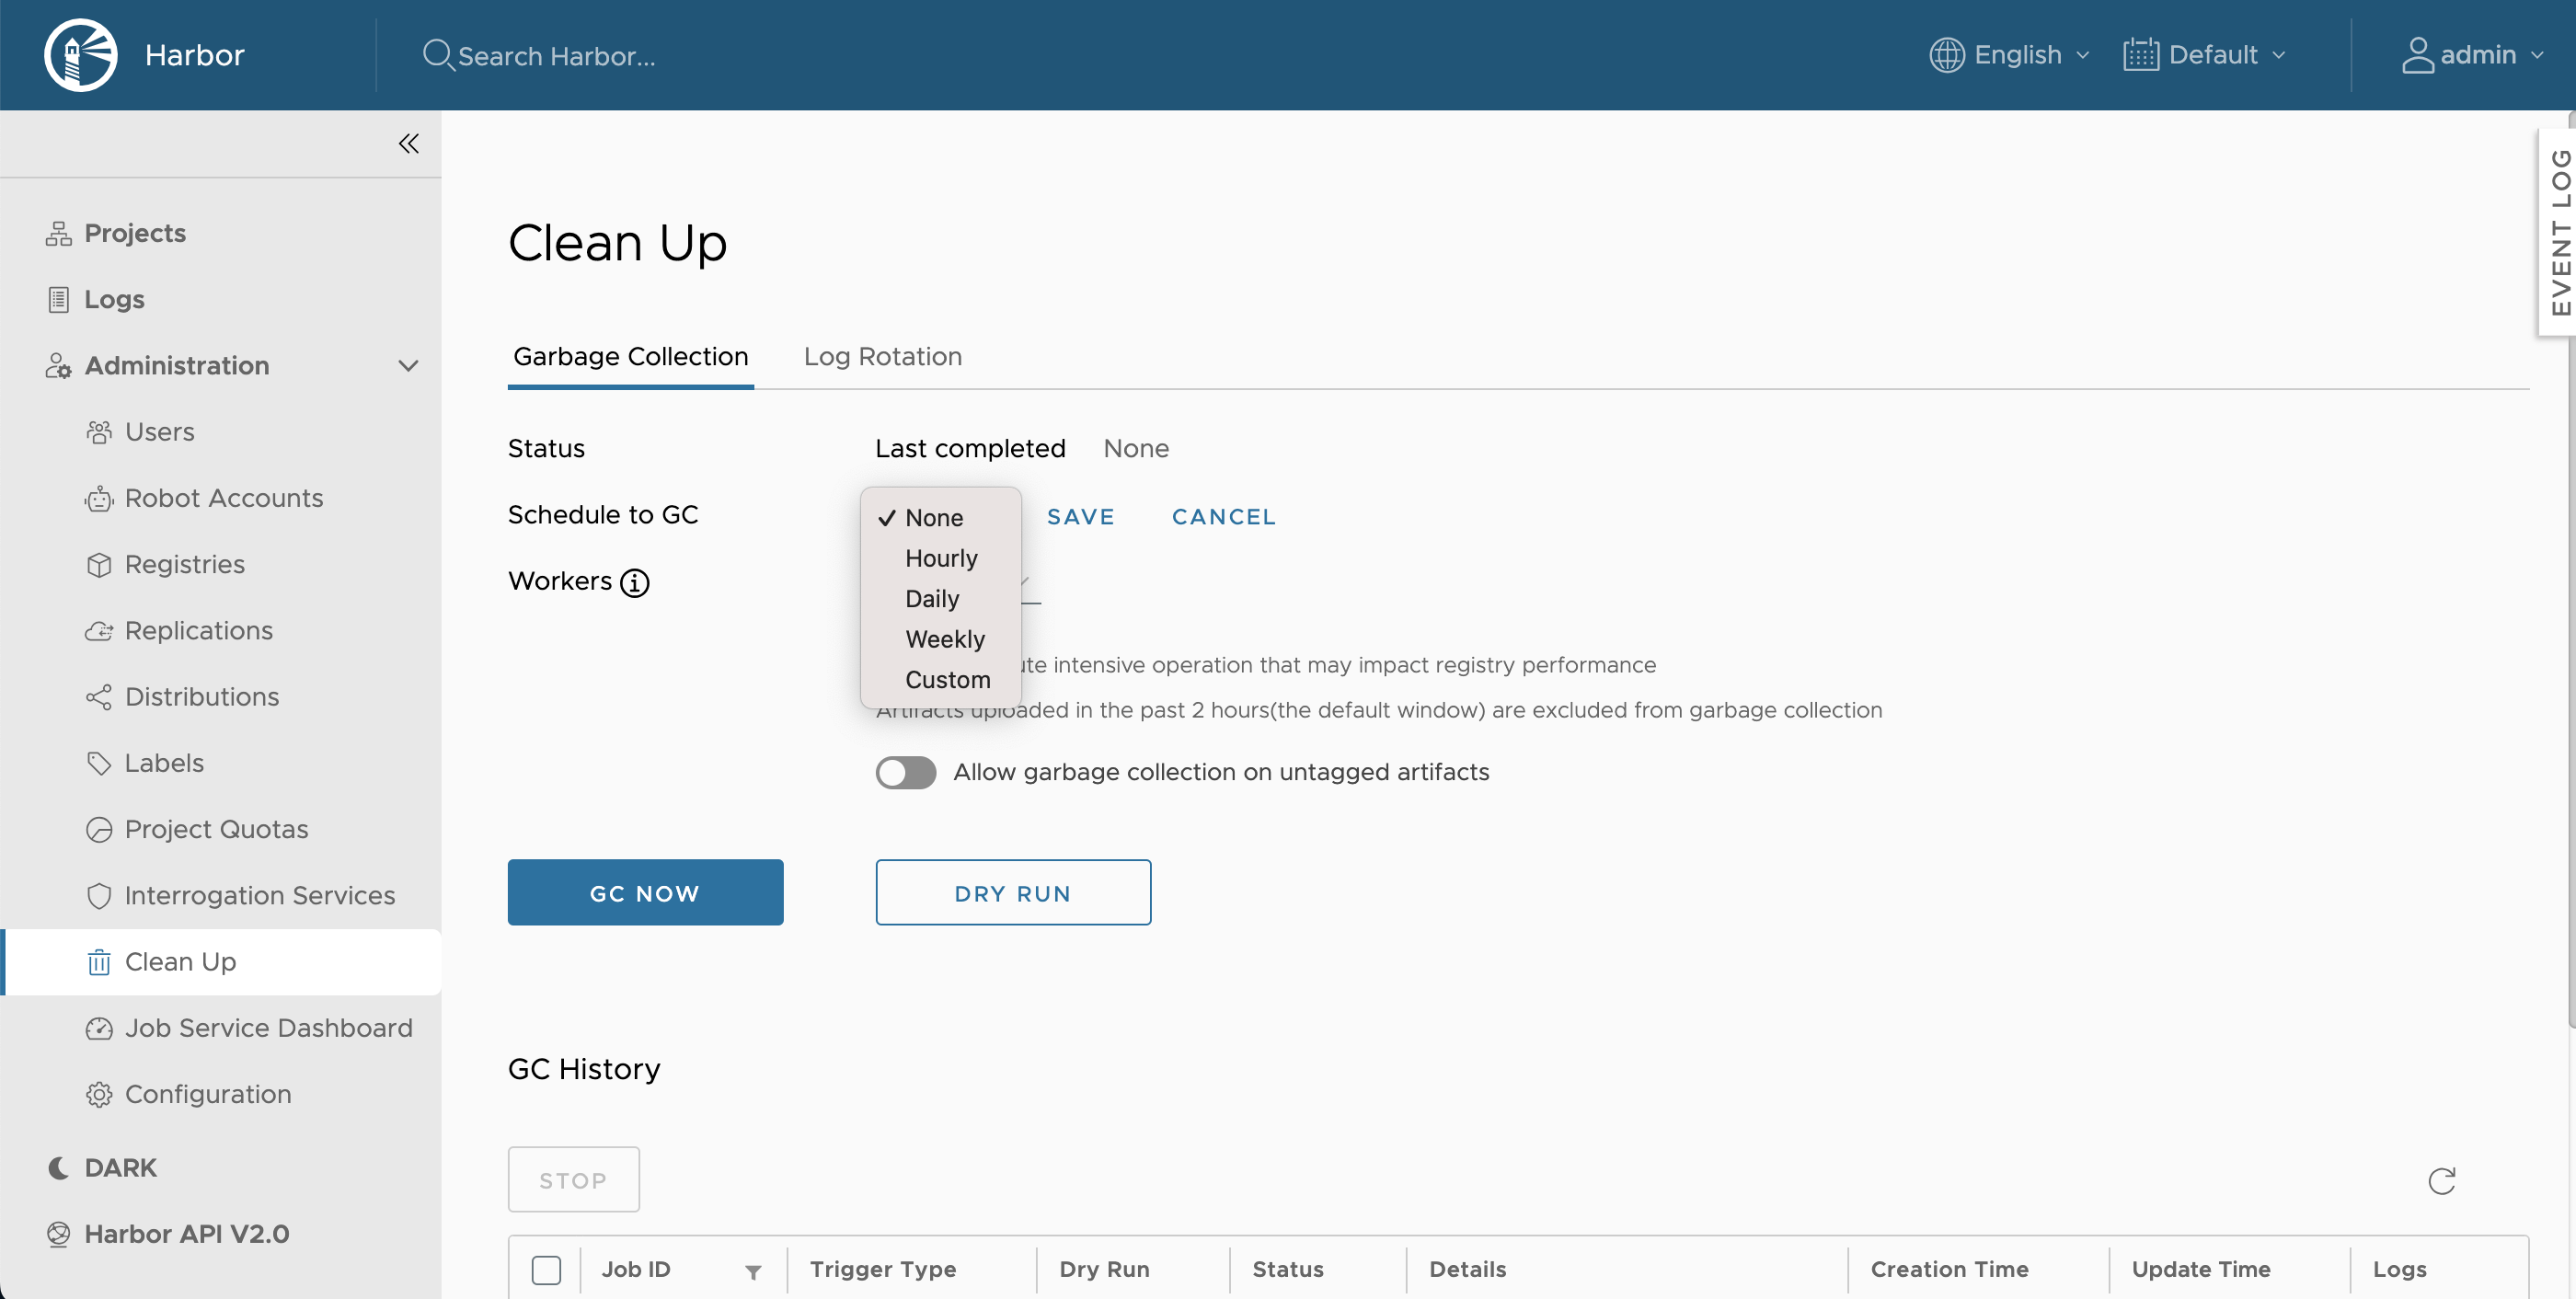 Harbor
Search Harbor...
English
Default
admin
EVENT LOG
Projects
Logs
Administration
Users
Robot Accounts
Registries
Replications
Distributions
Labels
Project Quotas
Interrogation Services
Clean Up
Job Service Dashboard
Configuration
DARK
Harbor API V2.0
Clean Up
Garbage Collection Log Rotation
Status Last completed None
Schedule to GC
None
Hourly
Daily
Weekly
Custom
SAVE CANCEL
Workers
intensive operation that may impact registry performance
Artifacts uploaded in the past 2 hours(the default window) are excluded from garbage collection
Allow garbage collection on untagged artifacts
GC NOW DRY RUN
GC History
STOP
Job ID Trigger Type Dry Run Status Details Creation Time Update Time Logs